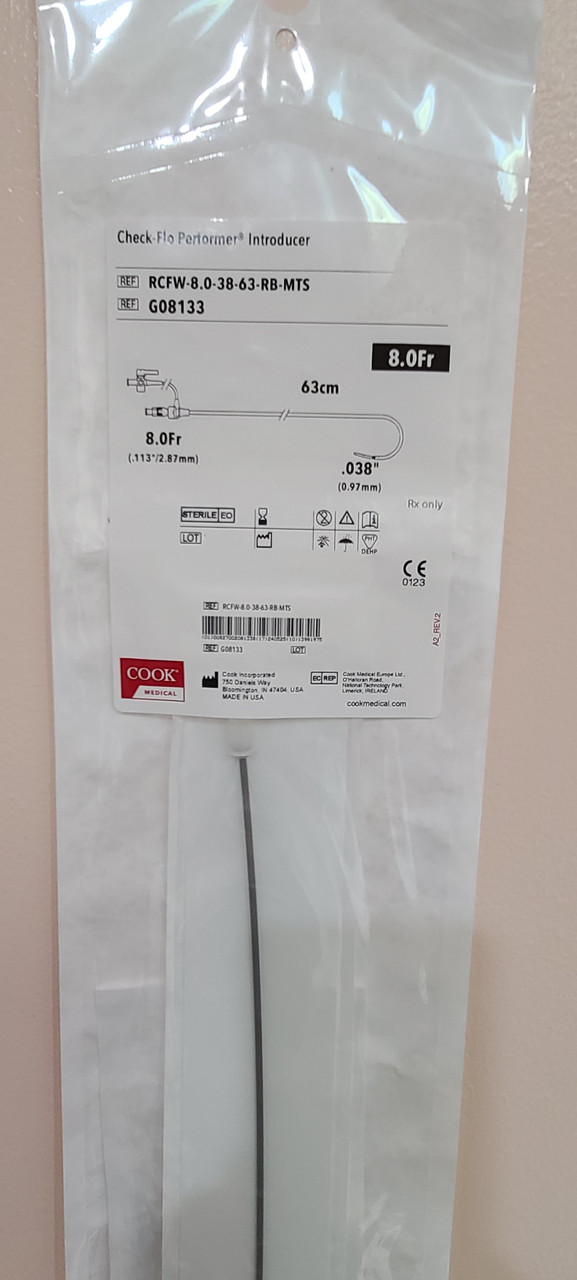 Check-Flo Performer® Introducer
REF RCFW-8.0-38-63-RB-MTS
REF G08133
8.0Fr
63cm
8.0Fr
(.113"/2.87mm)
.038"
(0.97mm)
Rx only
STERILE EO
LOT
PHT
DEHP
CE
0123
REF RCFW-8.0-38-63-RB-MTS
REF G08133 LOT
A2_REV.2
COOK®
MEDICAL
Cook Incorporated
750 Daniels Way
Bloomington, IN 47404, USA
MADE IN USA
EC REP
Cook Medical Europe Ltd.,
O'Halloran Road,
National Technology Park,
Limerick, IRELAND
cookmedical.com